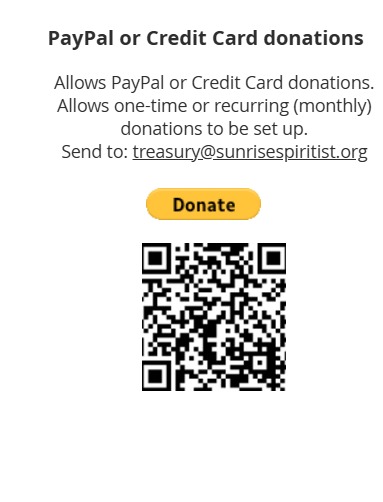 PayPal or Credit Card donations
Allows PayPal or Credit Card donations.
Allows one-time or recurring (monthly)
donations to be set up.
Send to: treasury@sunrisespiritist.org
Donate